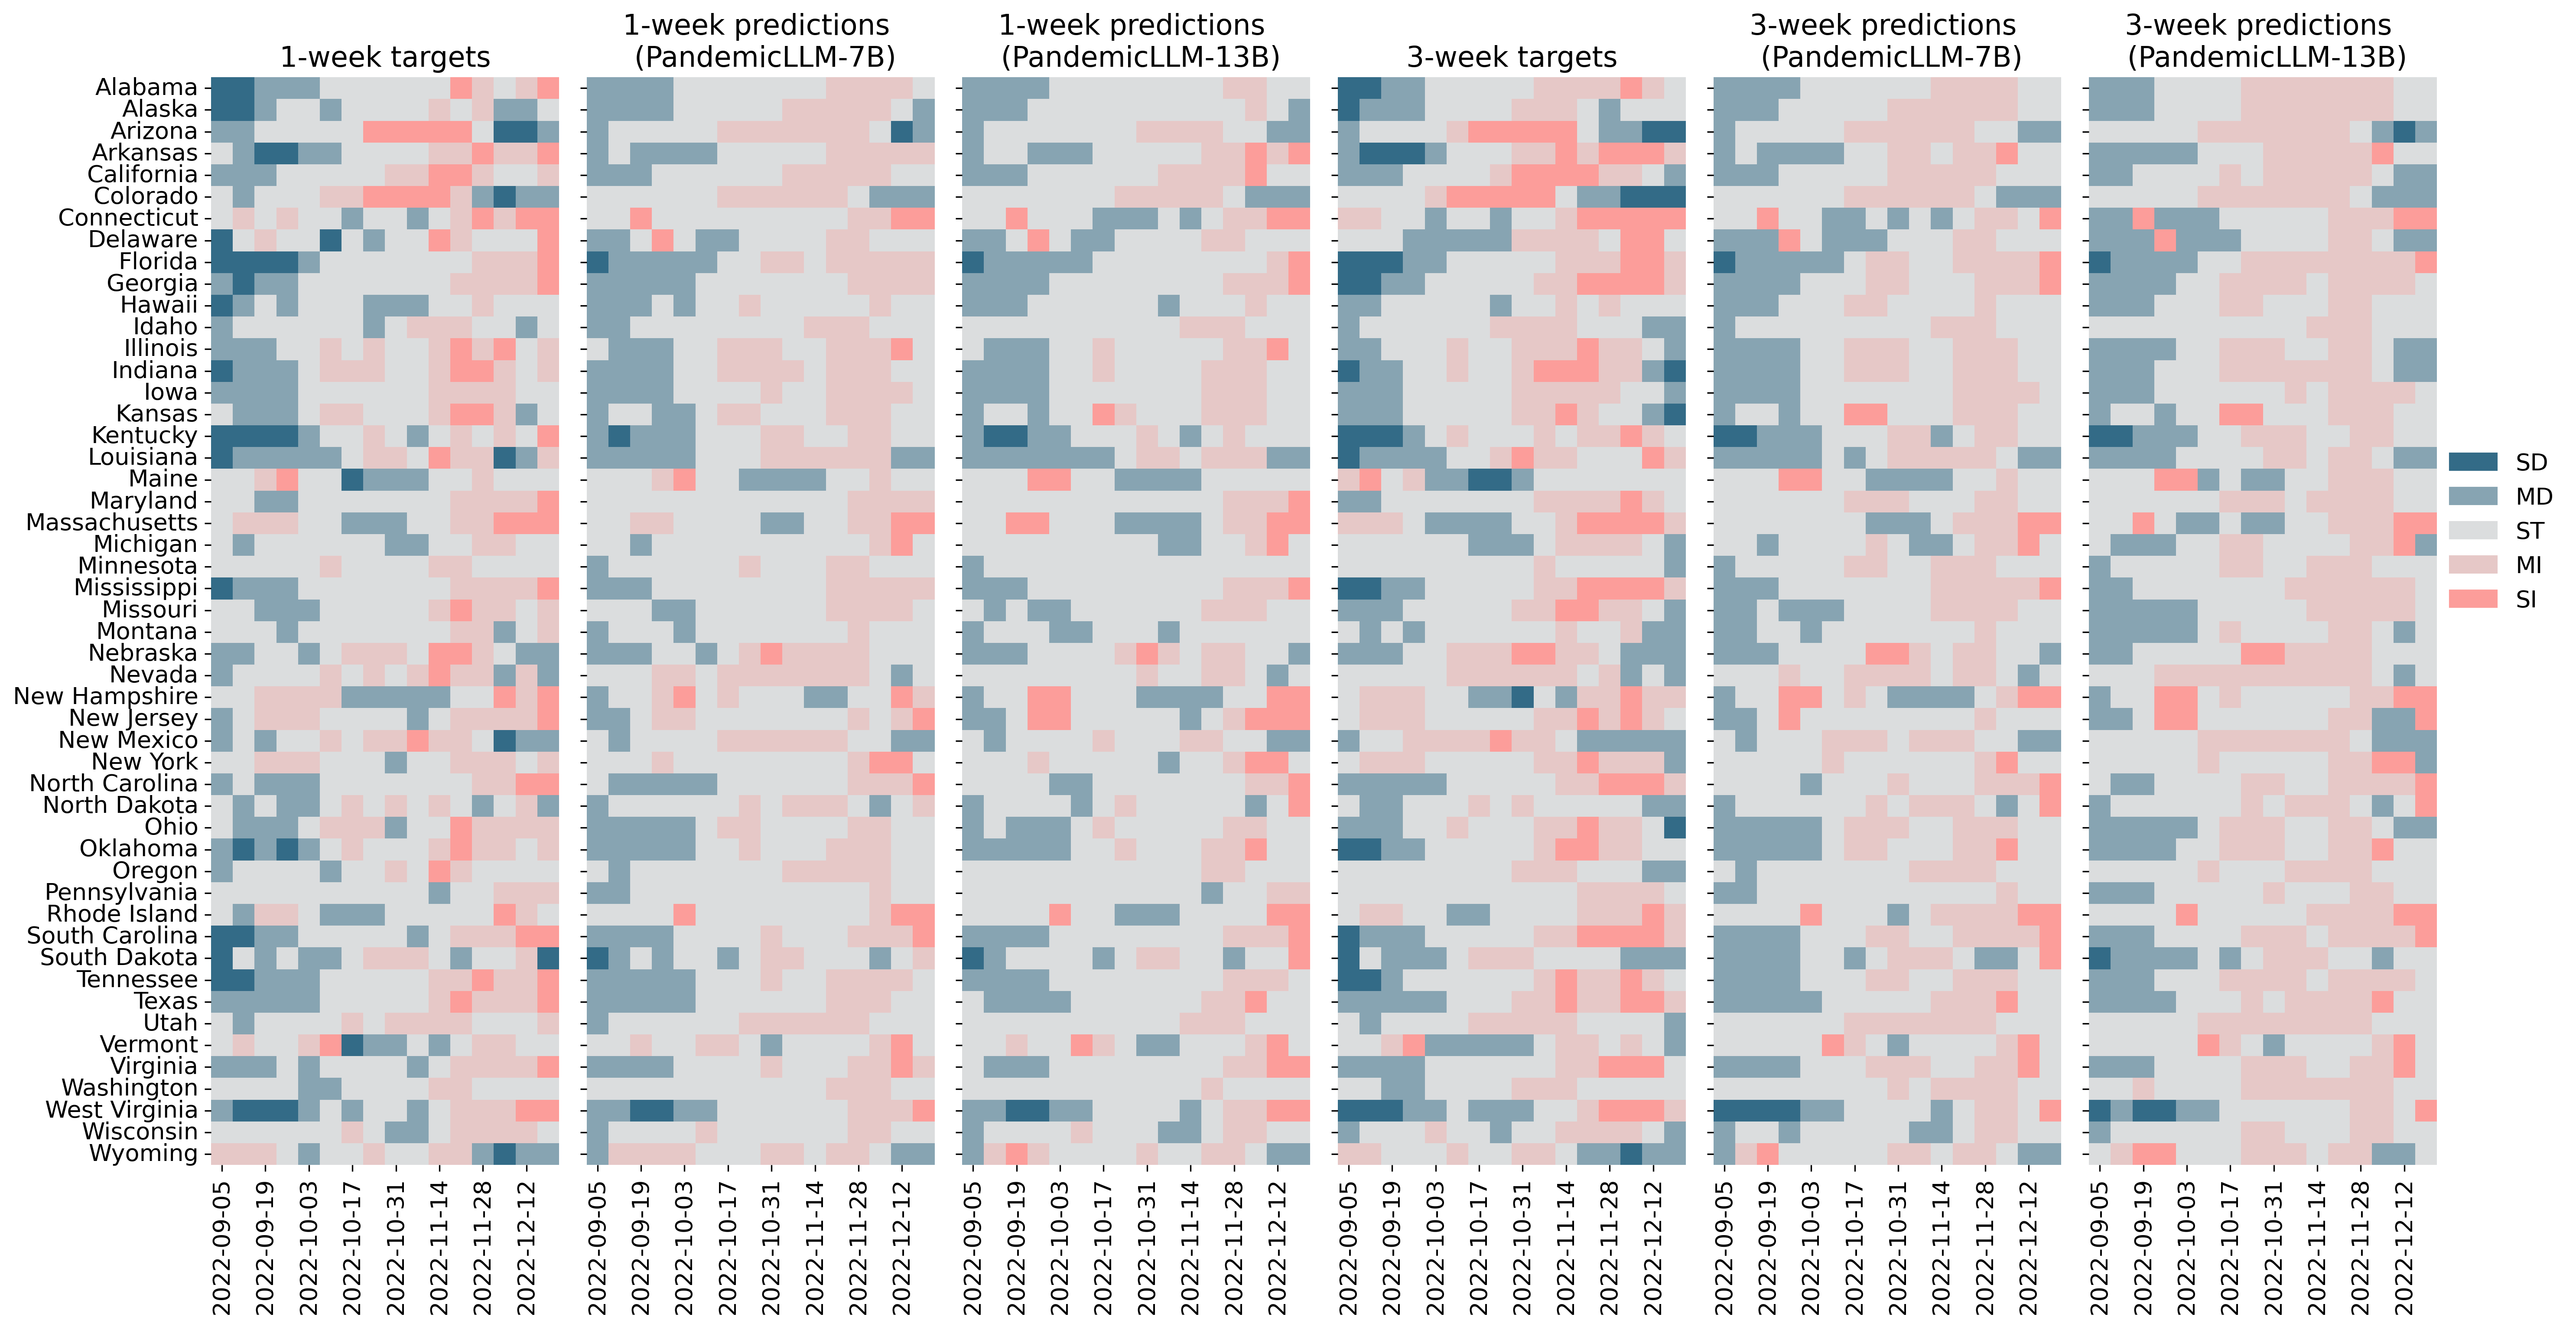 1-week targets
1-week predictions
(PandemicLLM-7B)
1-week predictions
(PandemicLLM-13B)
3-week targets
3-week predictions
(PandemicLLM-7B)
3-week predictions
(PandemicLLM-13B)
Alabama
Alaska
Arizona
Arkansas
California
Colorado
Connecticut
Delaware
Florida
Georgia
Hawaii
Idaho
Illinois
Indiana
Iowa
Kansas
Kentucky
Louisiana
Maine
Maryland
Massachusetts
Michigan
Minnesota
Mississippi
Missouri
Montana
Nebraska
Nevada
New Hampshire
New Jersey
New Mexico
New York
North Carolina
North Dakota
Ohio
Oklahoma
Oregon
Pennsylvania
Rhode Island
South Carolina
South Dakota
Tennessee
Texas
Utah
Vermont
Virginia
Washington
West Virginia
Wisconsin
Wyoming
SD
MD
ST
MI
SI
2022-09-05
2022-09-19
2022-10-03
2022-10-17
2022-10-31
2022-11-14
2022-11-28
2022-12-12
2022-09-05
2022-09-19
2022-10-03
2022-10-17
2022-10-31
2022-11-14
2022-11-28
2022-12-12
2022-09-05
2022-09-19
2022-10-03
2022-10-17
2022-10-31
2022-11-14
2022-11-28
2022-12-12
2022-09-05
2022-09-19
2022-10-03
2022-10-17
2022-10-31
2022-11-14
2022-11-28
2022-12-12
2022-09-05
2022-09-19
2022-10-03
2022-10-17
2022-10-31
2022-11-14
2022-11-28
2022-12-12
2022-09-05
2022-09-19
2022-10-03
2022-10-17
2022-10-31
2022-11-14
2022-11-28
2022-12-12